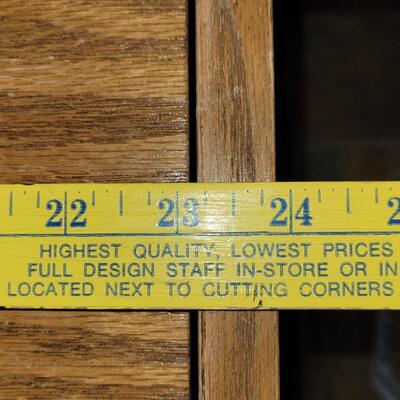 22 23 24 2
HIGHEST QUALITY, LOWEST PRICES
FULL DESIGN STAFF IN-STORE OR IN
LOCATED NEXT TO CUTTING CORNERS